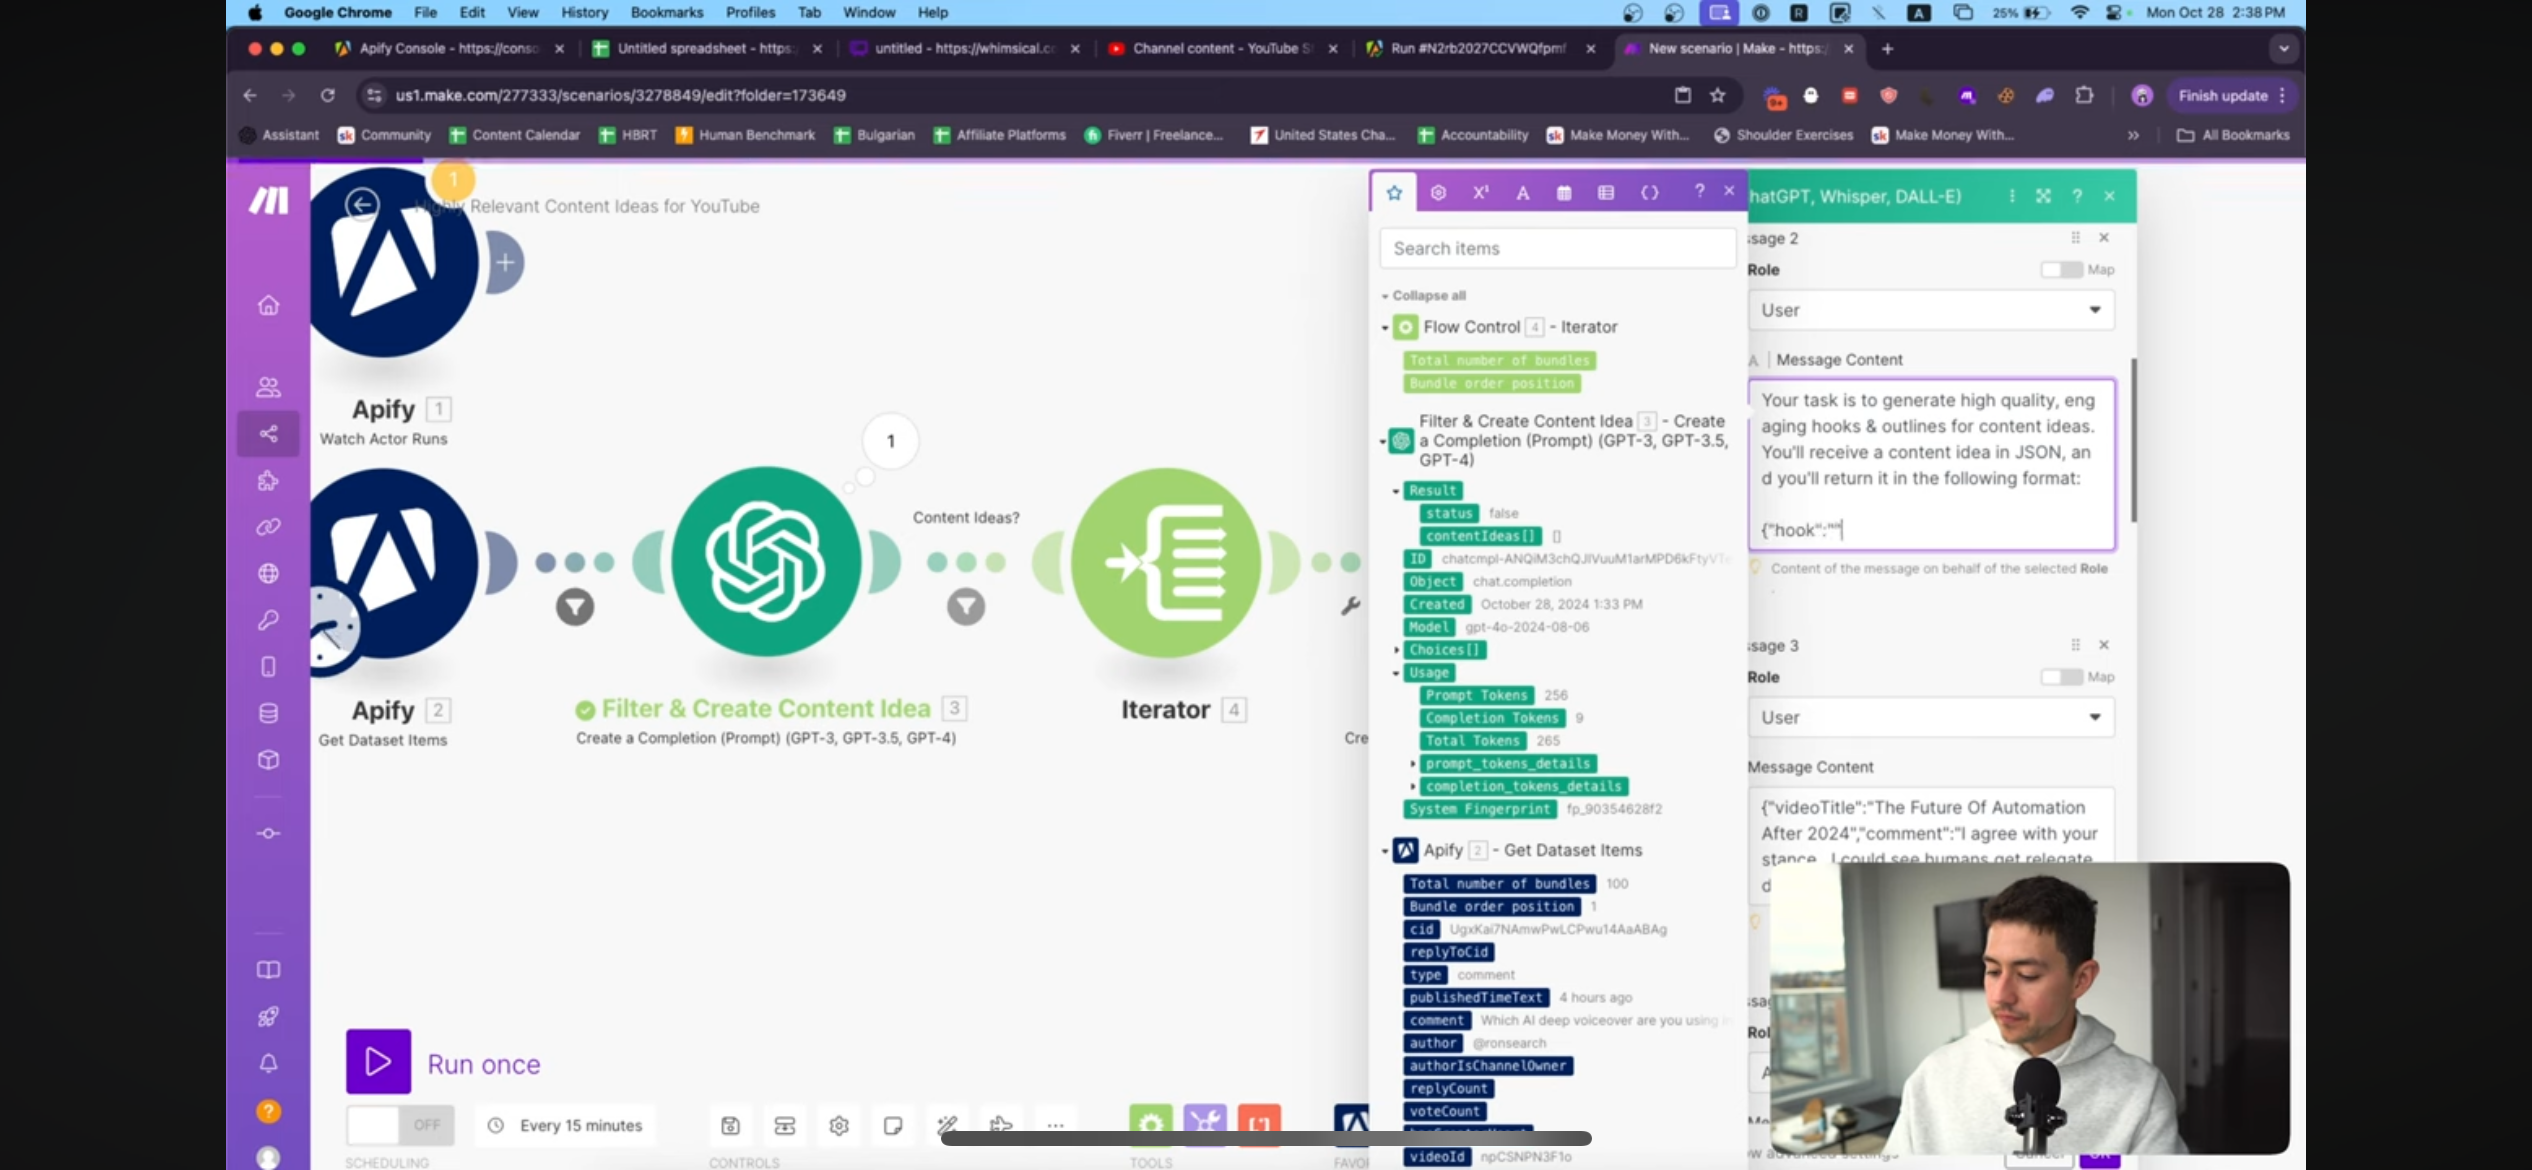 Google Chrome File Edit View History Bookmarks Profiles Tab Window Help
A 25% Mon Oct 28 2:38 PM
Apify Console - https://conso
Untitled spreadsheet - https:
untitled - https://whimsical.c
Channel content - YouTube S
Run #N2rb2027CCVWQfpmf
New scenario | Make - https:/
us1.make.com/277333/scenarios/3278849/edit?folder=173649
Finish update
Assistant
Community
Content Calendar
HBRT
Human Benchmark
Bulgarian
Affiliate Platforms
Fiverr | Freelance...
United States Cha...
Accountability
Make Money With...
Shoulder Exercises
Make Money With...
All Bookmarks
1
Highly Relevant Content Ideas for YouTube
Apify 1
Watch Actor Runs
1
Content Ideas?
Apify 2
Get Dataset Items
Filter & Create Content Idea 3
Create a Completion (Prompt) (GPT-3, GPT-3.5, GPT-4)
Iterator 4
Cre
Run once
OFF
Every 15 minutes
SCHEDULING
CONTROLS
TOOLS
FAVO
Search items
Collapse all
Flow Control 4 - Iterator
Total number of bundles
Bundle order position
Filter & Create Content Idea 3 - Create
a Completion (Prompt) (GPT-3, GPT-3.5,
GPT-4)
Result
status false
contentIdeas[] []
ID
Object chat.completion
Created October 28, 2024 1:33 PM
Model gpt-4o-2024-08-06
Choices[]
Usage
Prompt Tokens 256
Completion Tokens 9
Total Tokens 265
prompt_tokens_details
completion_tokens_details
System Fingerprint fp_90354628f2
Apify 2 - Get Dataset Items
Total number of bundles 100
Bundle order position 1
cid UgxKai7NAmwPwLCPwu14AaABAg
replyToCid
type comment
publishedTimeText 4 hours ago
comment Which AI deep voiceover are you using
author @ronsearch
authorIsChannelOwner
replyCount
voteCount
videoId npCSNPN3F1o
hatGPT, Whisper, DALL-E)
ssage 2
Role
Map
User
A | Message Content
Your task is to generate high quality, eng
aging hooks & outlines for content ideas.
You'll receive a content idea in JSON, an
d you'll return it in the following format:
{"hook":""
Content of the message on behalf of the selected Role
.
ssage 3
Role
Map
User
Message Content
{"videoTitle":"The Future Of Automation
After 2024","comment":"I agree with your
stance. I could see humans get relegate
d
Rol